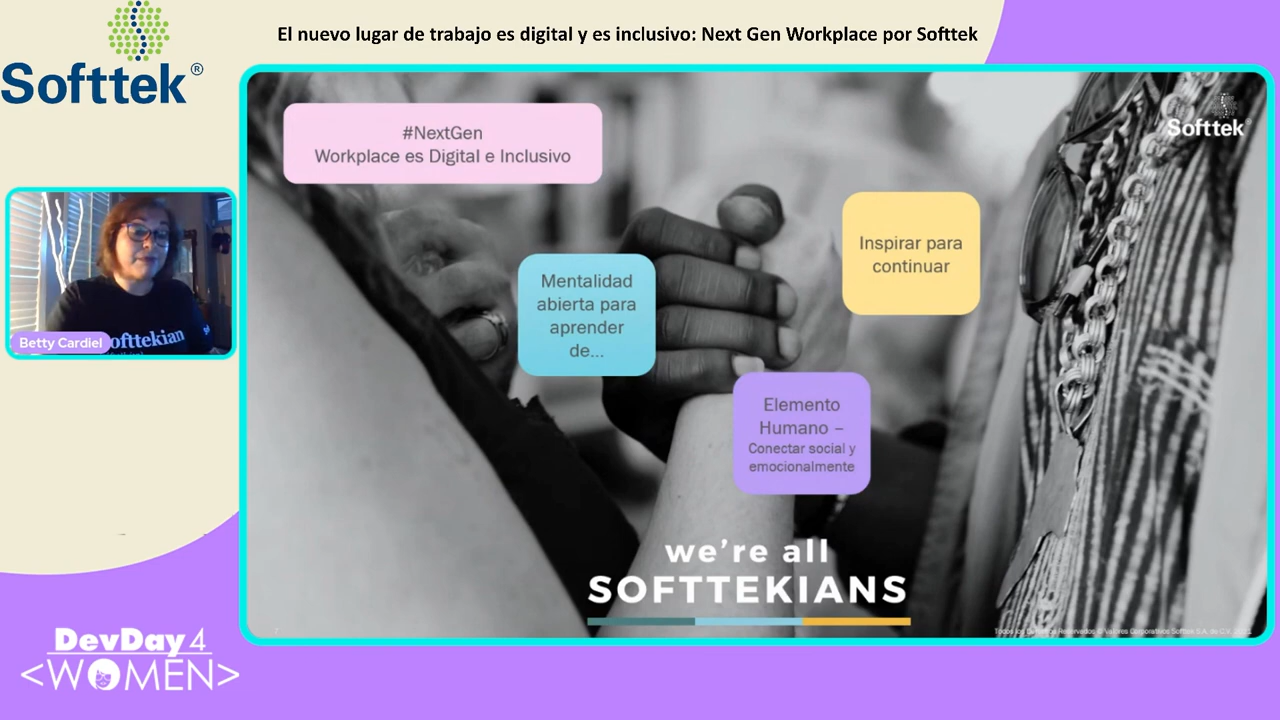 El nuevo lugar de trabajo es digital y es inclusivo: Next Gen Workplace por Softtek
Softtek®
#NextGen
Workplace es Digital e Inclusivo
Softtek
Inspirar para
continuar
Mentalidad
abierta para
aprender
de...
Betty Cardiel
softtekian
Elemento
Humano –
Conectar social y
emocionalmente
we're all
SOFTTEKIANS
7
DevDay4
<WOMEN>